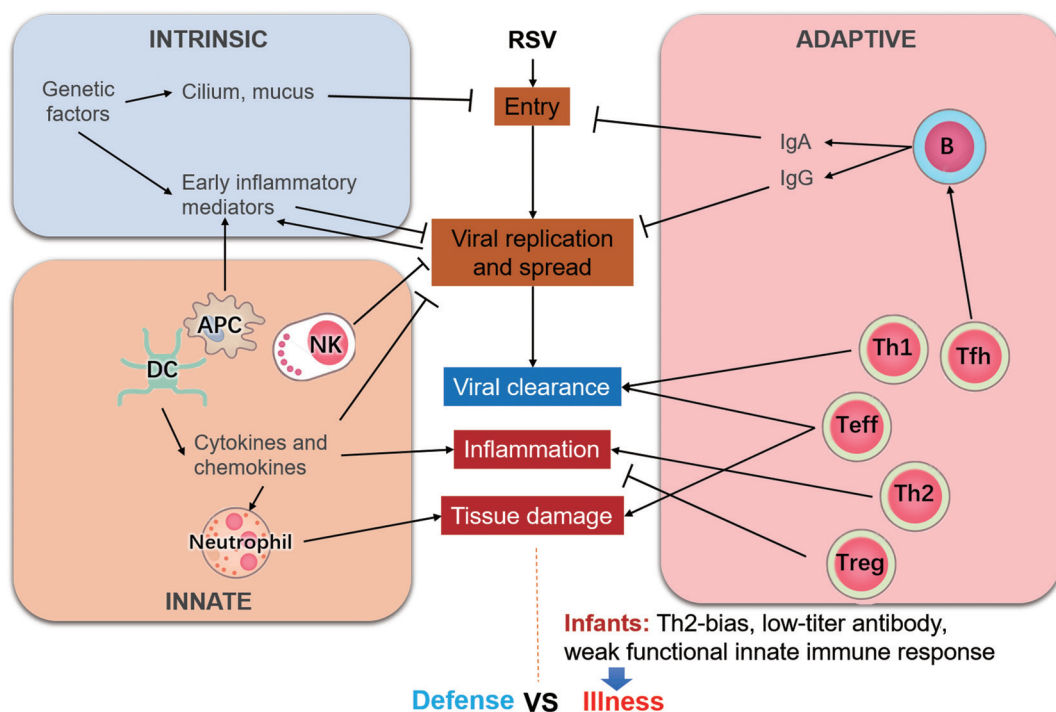 INTRINSIC
Genetic
factors
Cilium, mucus
Early inflammatory
mediators
RSV
Entry
Viral replication
and spread
Viral clearance
Inflammation
Tissue damage
ADAPTIVE
IgA
IgG
B
Th1
Tfh
Teff
Th2
Treg
APC
NK
DC
Cytokines and
chemokines
Neutrophil
INNATE
Infants: Th2-bias, low-titer antibody,
weak functional innate immune response
Defense VS Illness